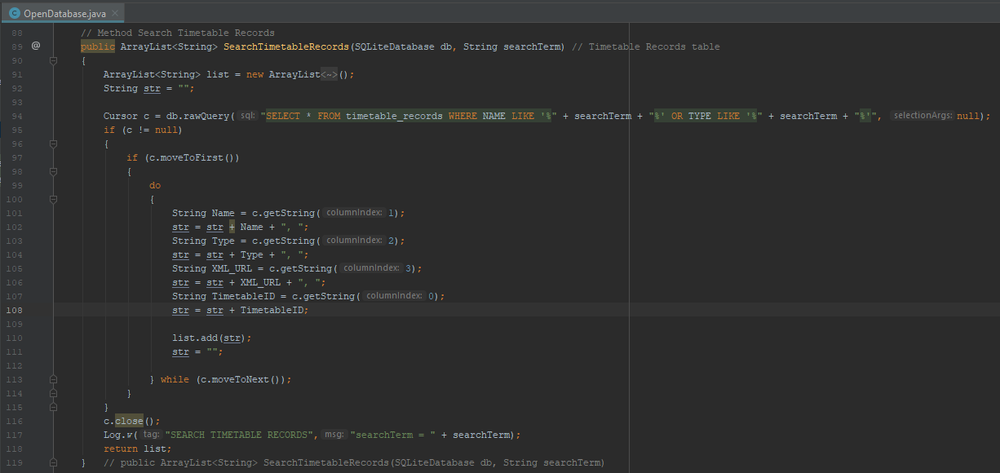 OpenDatabase.java
88 // Method Search Timetable Records
89 @ public ArrayList<String> SearchTimetableRecords(SQLiteDatabase db, String searchTerm) // Timetable Records table
90 {
91 ArrayList<String> list = new ArrayList<~>();
92 String str = "";
93
94 Cursor c = db.rawQuery( sql: "SELECT * FROM timetable_records WHERE NAME LIKE '%" + searchTerm + "%' OR TYPE LIKE '%" + searchTerm + "%'", selectionArgs: null);
95 if (c != null)
96 {
97 if (c.moveToFirst())
98 {
99 do
100 {
101 String Name = c.getString( columnIndex: 1);
102 str = str + Name + ", ";
103 String Type = c.getString( columnIndex: 2);
104 str = str + Type + ", ";
105 String XML_URL = c.getString( columnIndex: 3);
106 str = str + XML_URL + ", ";
107 String TimetableID = c.getString( columnIndex: 0);
108 str = str + TimetableID;
109
110 list.add(str);
111 str = "";
112
113 } while (c.moveToNext());
114 }
115 }
116 c.close();
117 Log.v( tag: "SEARCH TIMETABLE RECORDS", msg: "searchTerm = " + searchTerm);
118 return list;
119 } // public ArrayList<String> SearchTimetableRecords(SQLiteDatabase db, String searchTerm)